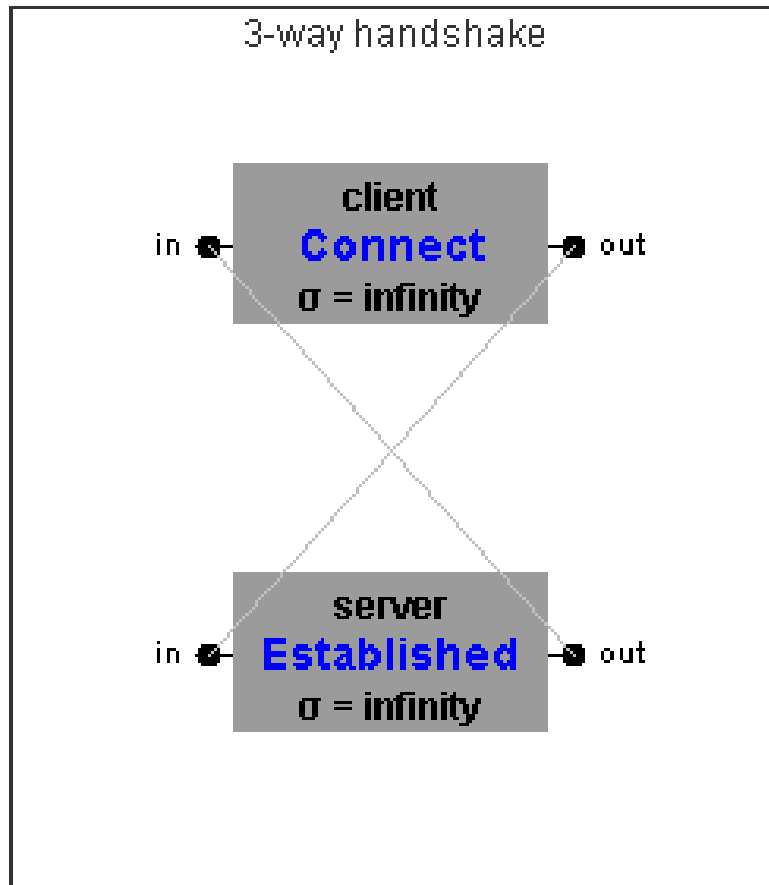 3-way handshake
client
in Connect out
σ = infinity
server
in Established out
σ = infinity